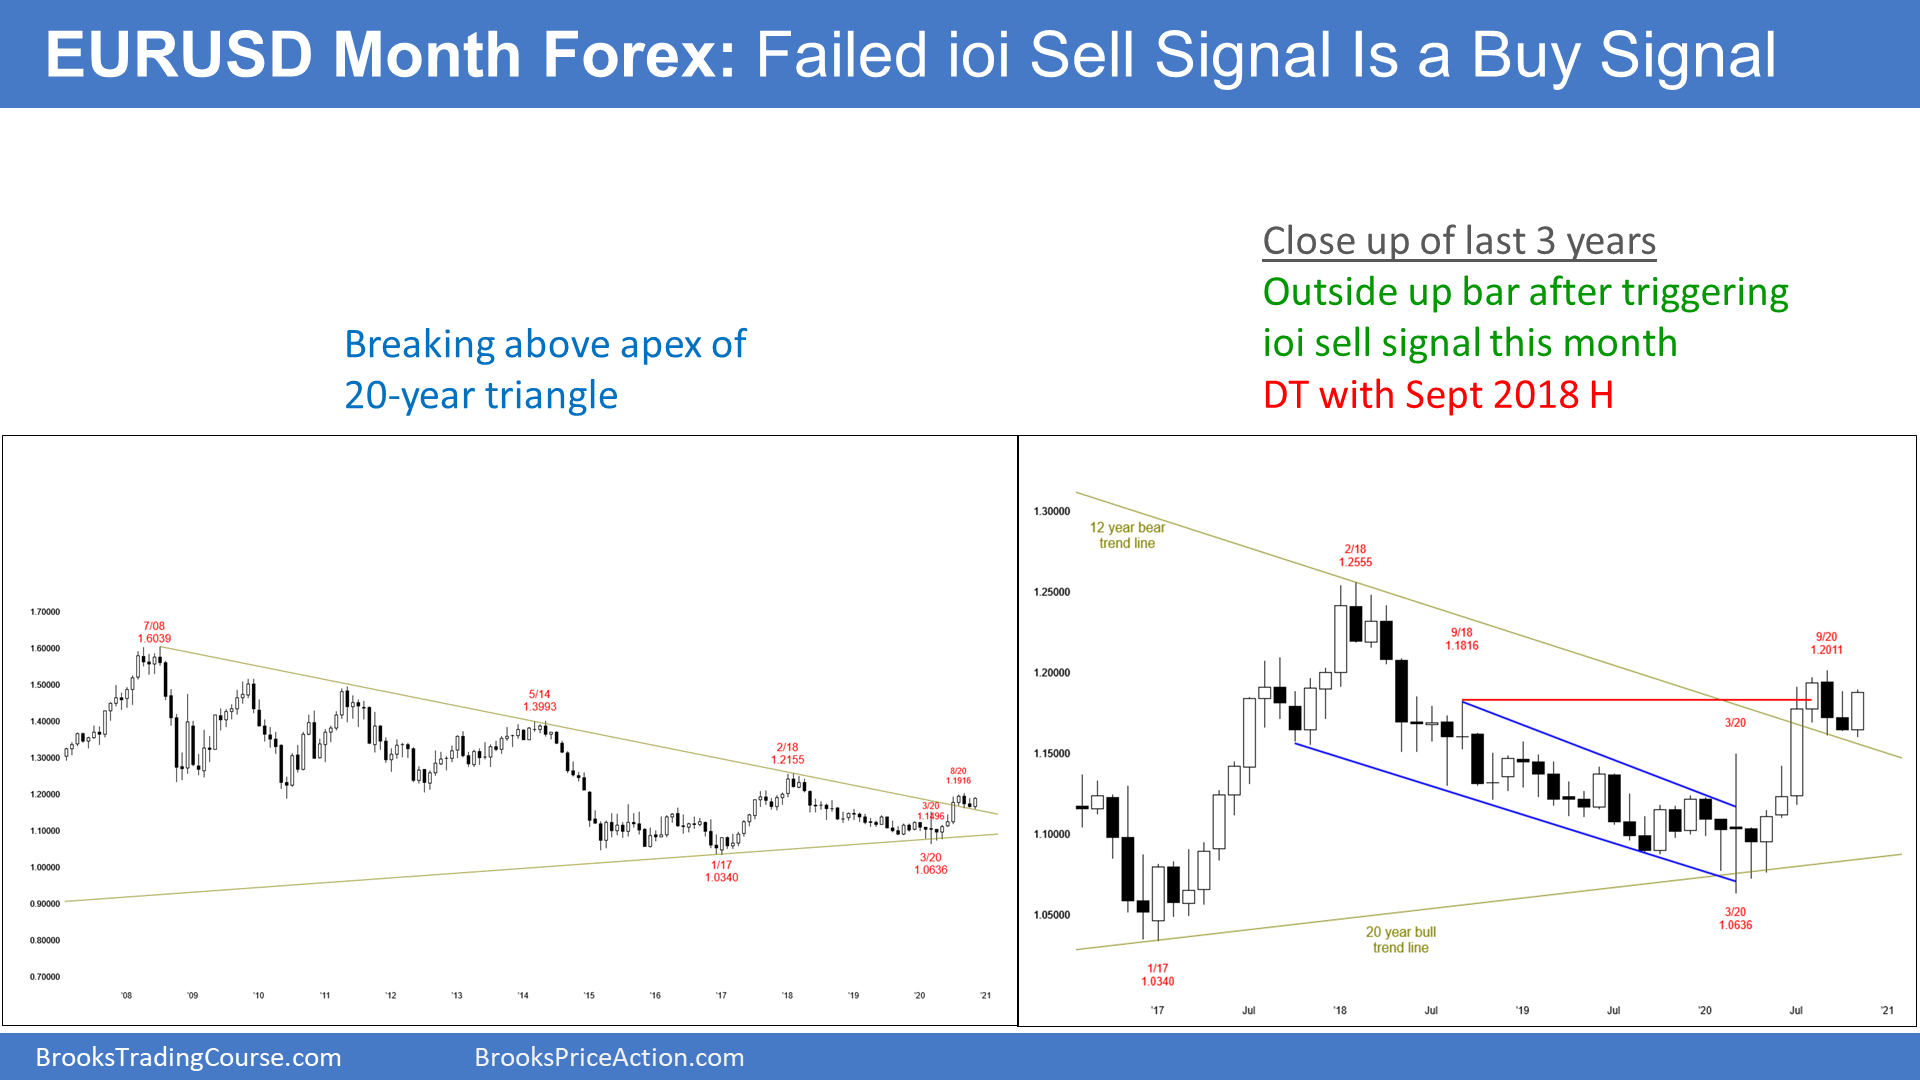 EURUSD Month Forex: Failed ioi Sell Signal Is a Buy Signal
Breaking above apex of
20-year triangle
Close up of last 3 years
Outside up bar after triggering
ioi sell signal this month
DT with Sept 2018 H
1.70000
1.60000
1.50000
1.40000
1.30000
1.20000
1.10000
1.00000
0.90000
0.80000
0.70000
7/08
1.6039
5/14
1.3993
2/18
1.2155
8/20
1.1916
3/20
1.1496
1/17
1.0340
3/20
1.0636
'08 '09 '10 '11 '12 '13 '14 '15 '16 '17 '18 '19 '20 '21
1.30000
1.25000
1.20000
1.15000
1.10000
1.05000
12 year bear
trend line
2/18
1.2555
9/18
1.1816
9/20
1.2011
3/20
3/20
1.0636
20 year bull
trend line
1/17
1.0340
'17 Jul '18 Jul '19 Jul '20 Jul '21
BrooksTradingCourse.com
BrooksPriceAction.com